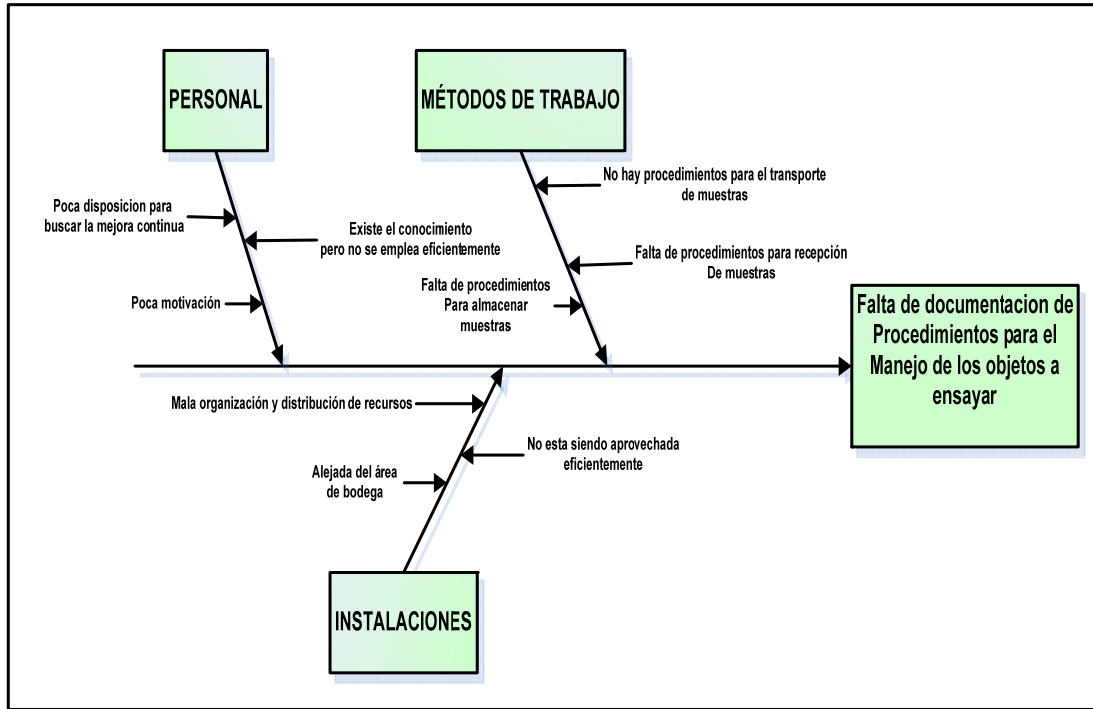 PERSONAL
MÉTODOS DE TRABAJO
No hay procedimientos para el transporte
de muestras
Poca disposicion para
buscar la mejora continua
Existe el conocimiento
pero no se emplea eficientemente
Falta de procedimientos para recepción
De muestras
Poca motivación
Falta de procedimientos
Para almacenar
muestras
Falta de documentacion de
Procedimientos para el
Manejo de los objetos a
ensayar
Mala organización y distribución de recursos
No esta siendo aprovechada
eficientemente
Alejada del área
de bodega
INSTALACIONES